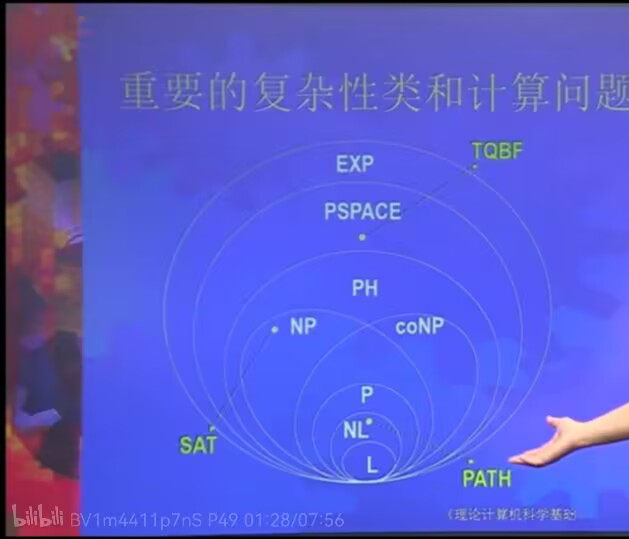 重要的复杂性类和计算问题
TQBF
EXP
PSPACE
PH
NP
coNP
P
NL
L
SAT
PATH
《理论计算机科学基础
bilibili BV1m4411p7nS P49 01:28/07:56